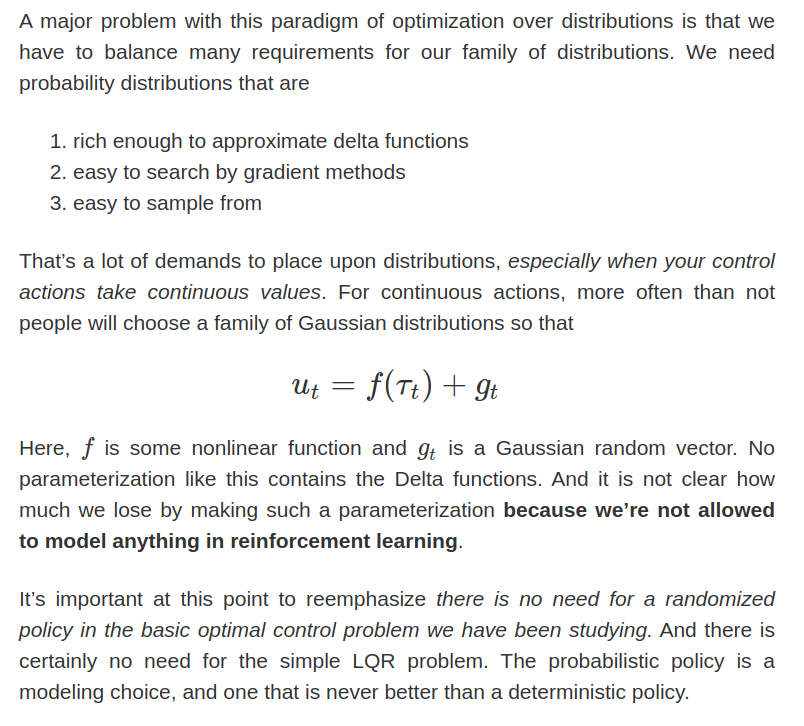 A major problem with this paradigm of optimization over distributions is that we
have to balance many requirements for our family of distributions. We need
probability distributions that are
1. rich enough to approximate delta functions
2. easy to search by gradient methods
3. easy to sample from
That’s a lot of demands to place upon distributions, especially when your control
actions take continuous values. For continuous actions, more often than not
people will choose a family of Gaussian distributions so that
uₜ = f(τₜ) + gₜ
Here, f is some nonlinear function and gₜ is a Gaussian random vector. No
parameterization like this contains the Delta functions. And it is not clear how
much we lose by making such a parameterization because we’re not allowed
to model anything in reinforcement learning.
It’s important at this point to reemphasize there is no need for a randomized
policy in the basic optimal control problem we have been studying. And there is
certainly no need for the simple LQR problem. The probabilistic policy is a
modeling choice, and one that is never better than a deterministic policy.